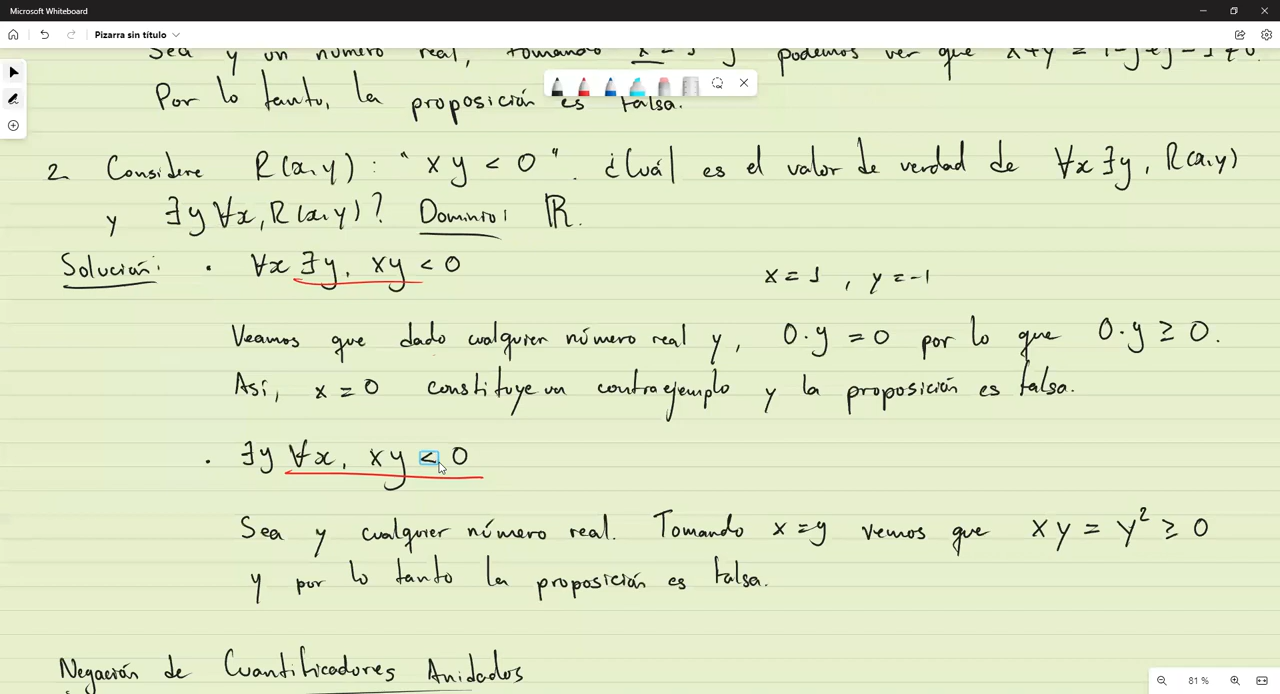 Microsoft Whiteboard
Pizarra sin título
Sea y un número real, tomando podemos ver que
Por lo tanto, la proposición es falsa.
2. Considere R(x,y) : "xy < 0". ¿Cuál es el valor de verdad de ∀x∃y, R(x,y)
y ∃y∀x, R(x,y)? Dominio: ℝ.
Solución: · ∀x ∃y, xy < 0
x = 1, y = -1
Veamos que dado cualquier número real y, 0·y = 0 por lo que 0·y ≥ 0.
Así, x = 0 constituye un contraejemplo y la proposición es falsa.
· ∃y ∀x, xy < 0
Sea y cualquier número real. Tomando x = y vemos que xy = y² ≥ 0
y por lo tanto la proposición es falsa.
Negación de Cuantificadores Anidados
81 %